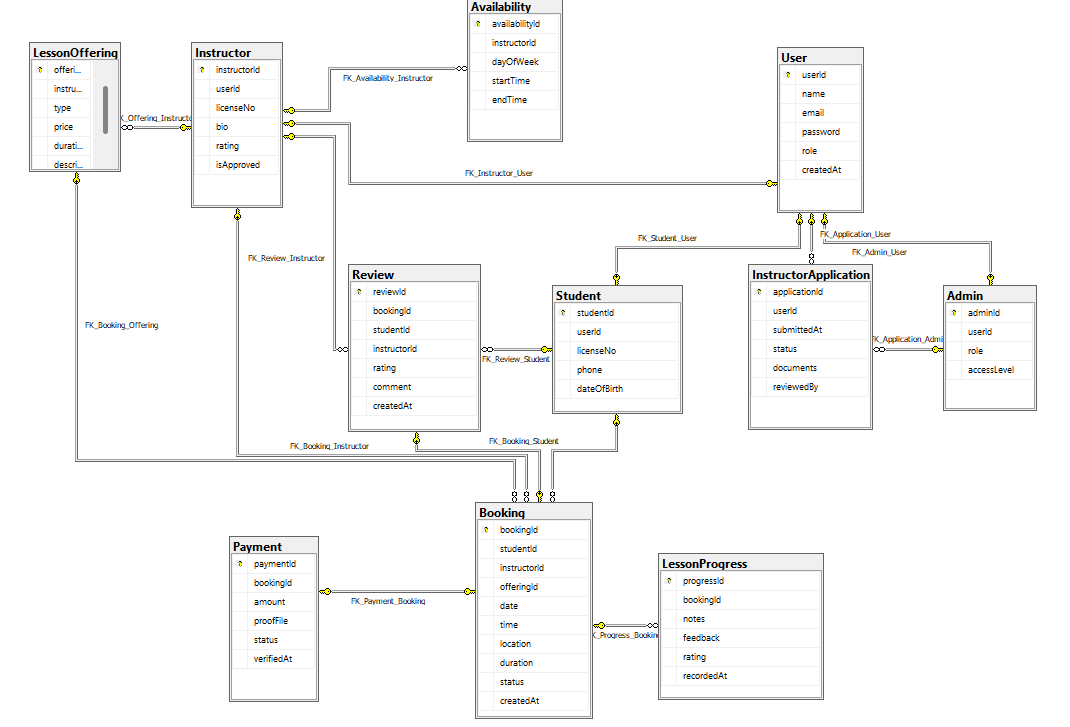 Availability
availabilityId
instructorId
dayOfWeek
startTime
endTime
LessonOffering
offeri...
instru...
type
price
durati...
descri...
Instructor
instructorId
userId
licenseNo
bio
rating
isApproved
User
userId
name
email
password
role
createdAt
FK_Availability_Instructor
K_Offering_Instructo
FK_Instructor_User
FK_Student_User
FK_Application_User
FK_Admin_User
FK_Review_Instructor
FK_Booking_Offering
Review
reviewId
bookingId
studentId
instructorId
rating
comment
createdAt
Student
studentId
userId
licenseNo
phone
dateOfBirth
InstructorApplication
applicationId
userId
submittedAt
status
documents
reviewedBy
Admin
adminId
userId
role
accessLevel
FK_Review_Student
K_Application_Admi
FK_Booking_Instructor
FK_Booking_Student
Booking
bookingId
studentId
instructorId
offeringId
date
time
location
duration
status
createdAt
Payment
paymentId
bookingId
amount
proofFile
status
verifiedAt
FK_Payment_Booking
LessonProgress
progressId
bookingId
notes
feedback
rating
recordedAt
K_Progress_Bookin